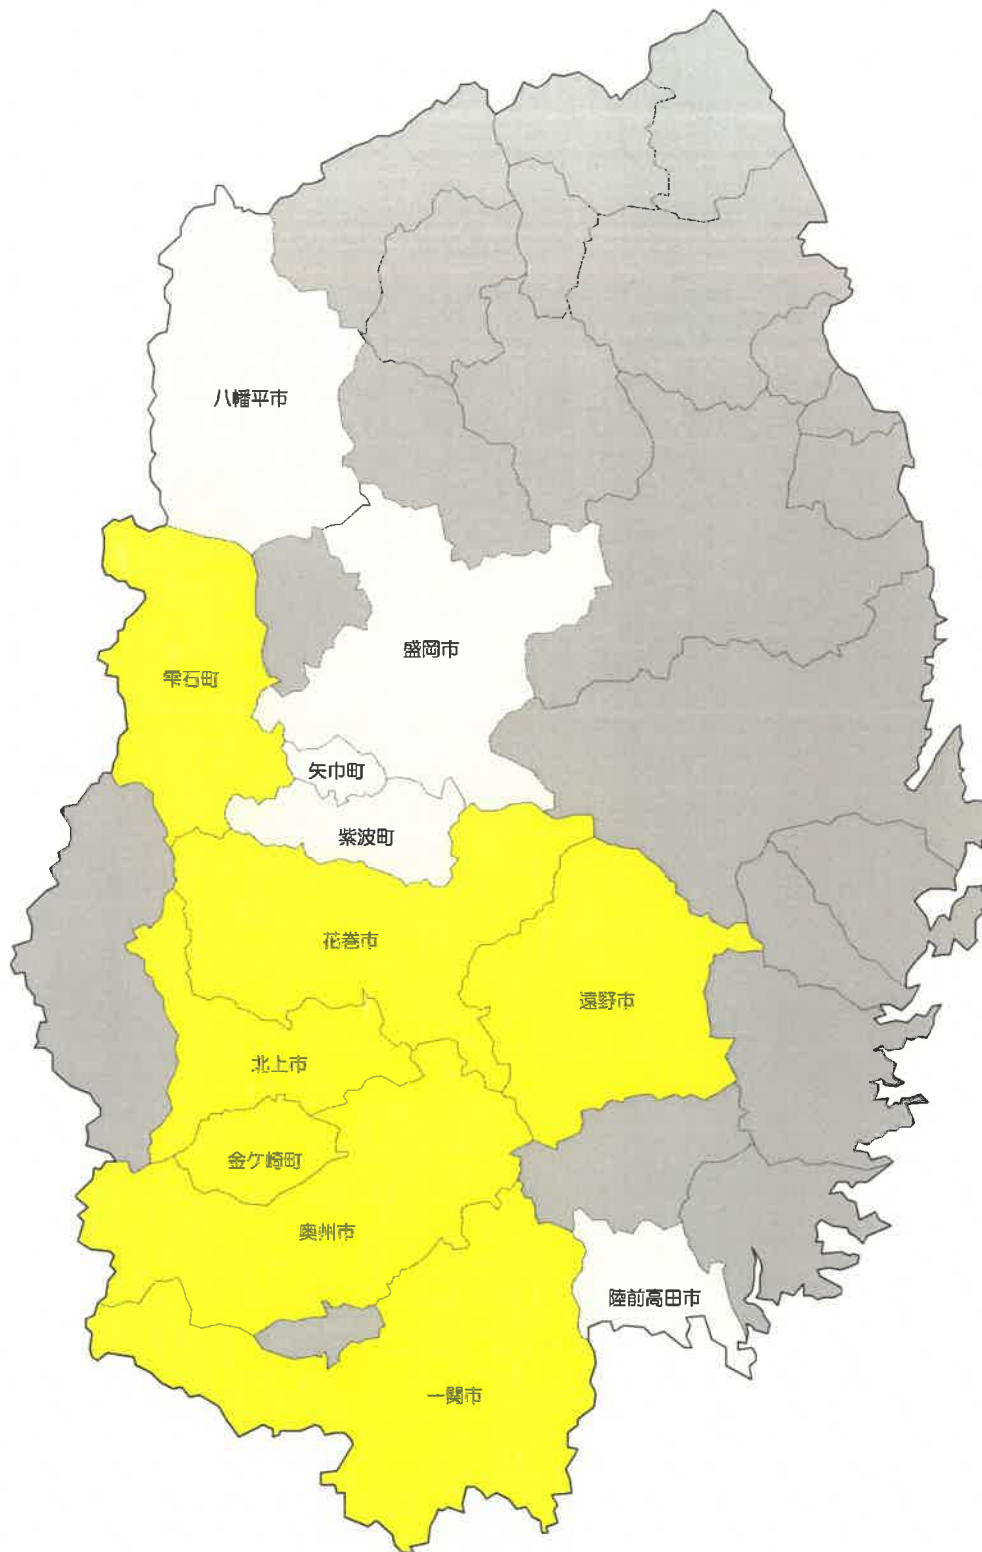 八幡平市
盛岡市
雫石町
矢巾町
紫波町
花巻市
遠野市
北上市
金ケ崎町
奥州市
陸前高田市
一関市